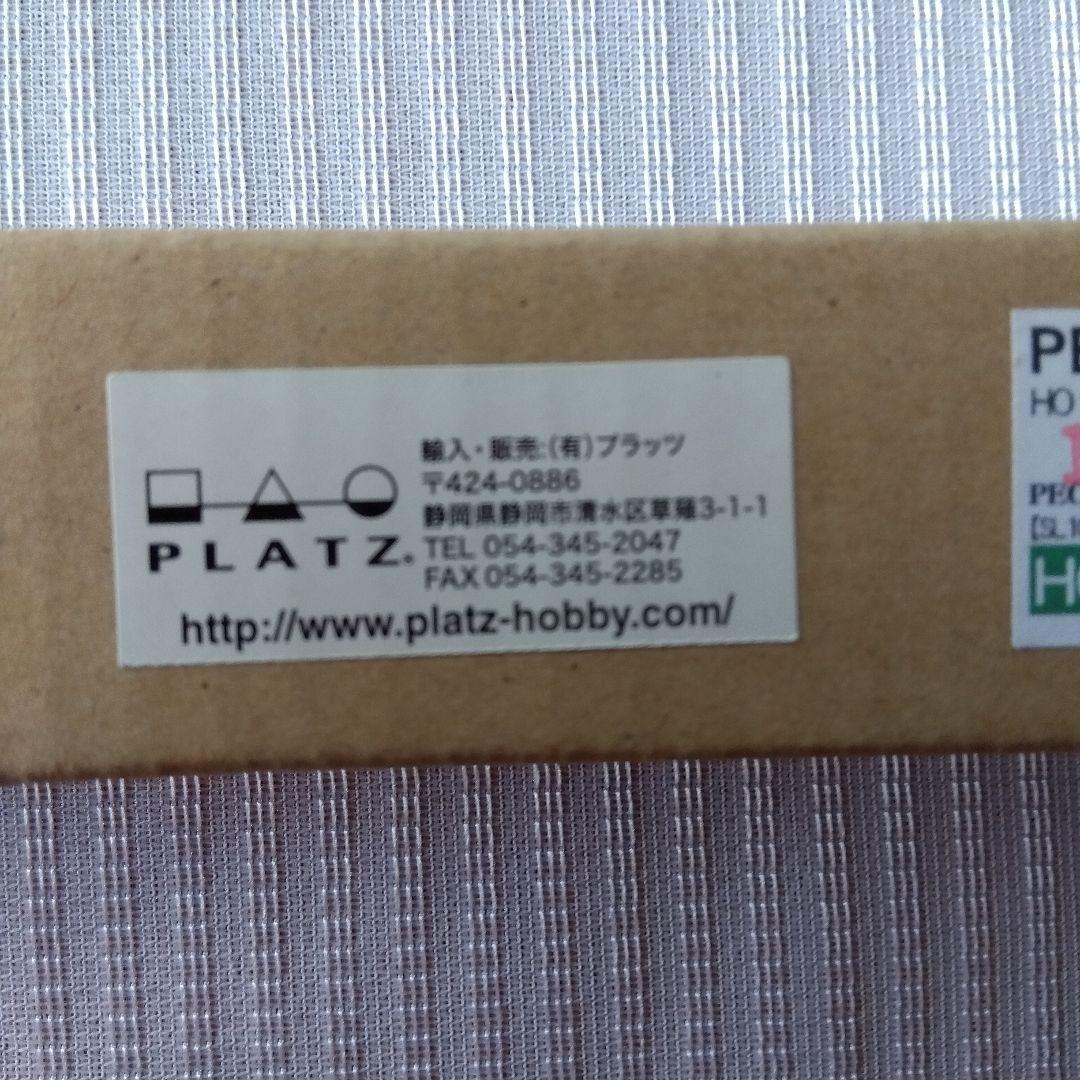 輸入・販売:(有)プラッツ
〒424-0886
静岡県静岡市清水区草薙3-1-1
TEL 054-345-2047
FAX 054-345-2285
PLATZ®
http://www.platz-hobby.com/
HO